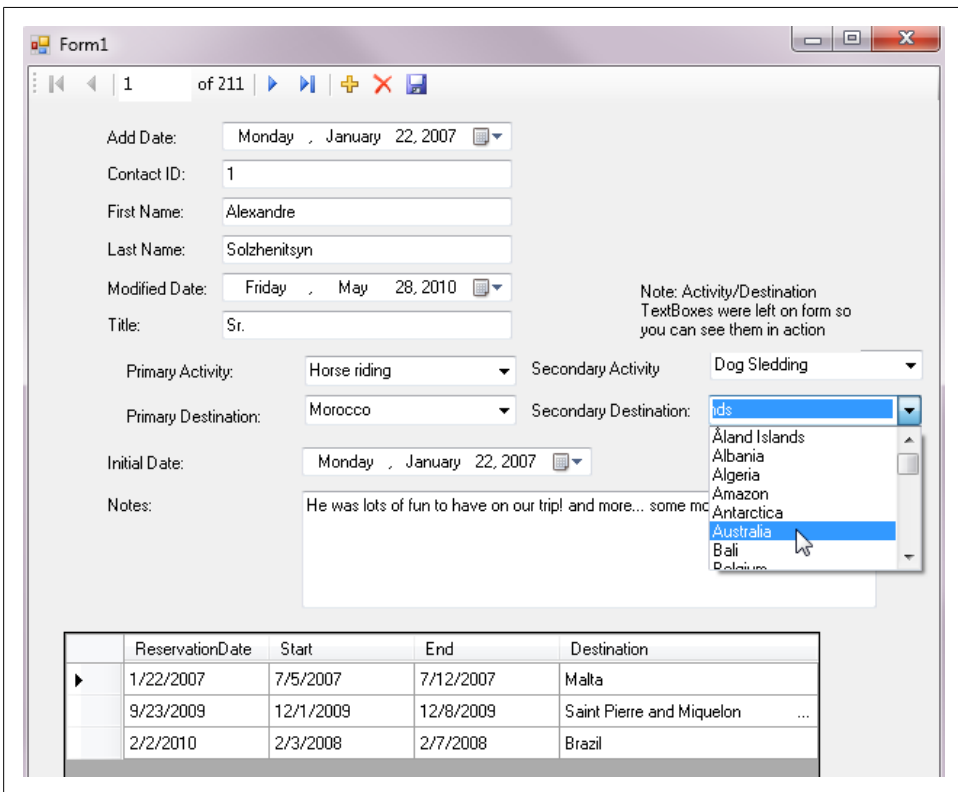 Form1
1 of 211
Add Date: Monday , January 22, 2007
Contact ID: 1
First Name: Alexandre
Last Name: Solzhenitsyn
Modified Date: Friday , May 28, 2010
Note: Activity/Destination
TextBoxes were left on form so
you can see them in action
Title: Sr.
Primary Activity: Horse riding Secondary Activity Dog Sledding
Primary Destination: Morocco Secondary Destination: nds
Åland Islands
Albania
Algeria
Amazon
Antarctica
Australia
Bali
Belgium
Initial Date: Monday , January 22, 2007
Notes: He was lots of fun to have on our trip! and more... some
ReservationDate Start End Destination
1/22/2007 7/5/2007 7/12/2007 Malta
9/23/2009 12/1/2009 12/8/2009 Saint Pierre and Miquelon ...
2/2/2010 2/3/2008 2/7/2008 Brazil